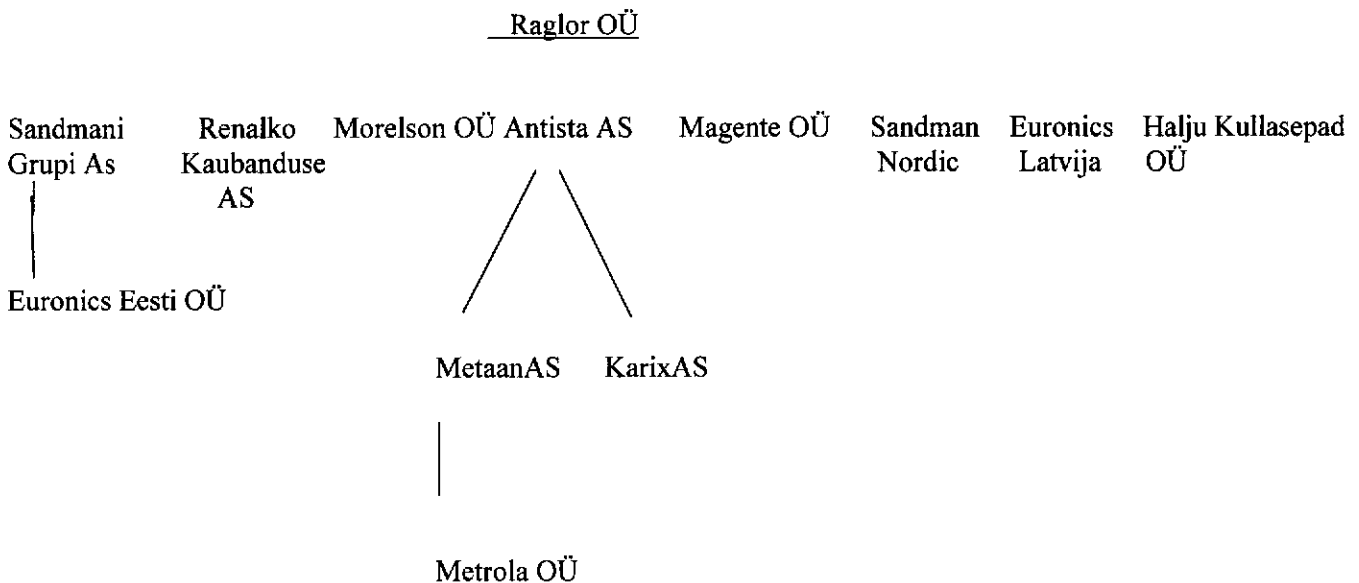 Raglor OÜ
Sandmani Renalko Morelson OÜ Antista AS Magente OÜ Sandman Euronics Halju Kullasepad
Grupi As Kaubanduse Nordic Latvija OÜ
AS
Euronics Eesti OÜ
MetaanAS KarixAS
Metrola OÜ